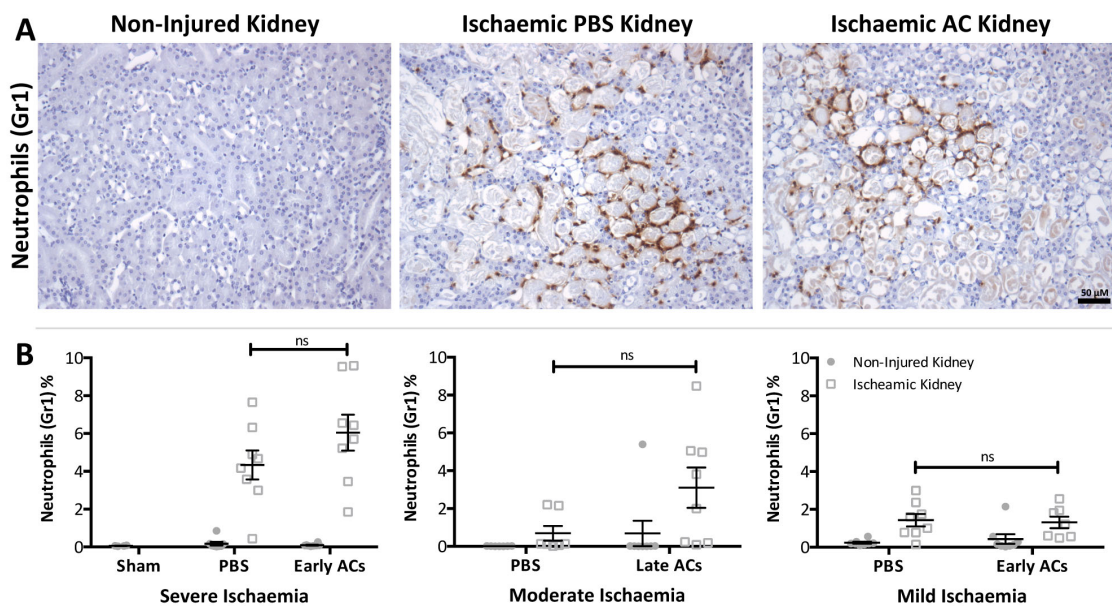 A
Non-Injured Kidney
Ischaemic PBS Kidney
Ischaemic AC Kidney
Neutrophils (Gr1)
50 µM
B
Neutrophils (Gr1) %
10
8
6
4
2
0
ns
Sham
PBS
Early ACs
Severe Ischaemia
Neutrophils (Gr1) %
10
8
6
4
2
0
ns
PBS
Late ACs
Moderate Ischaemia
Neutrophils (Gr1) %
10
8
6
4
2
0
Non-Injured Kidney
Ischeamic Kidney
ns
PBS
Early ACs
Mild Ischaemia